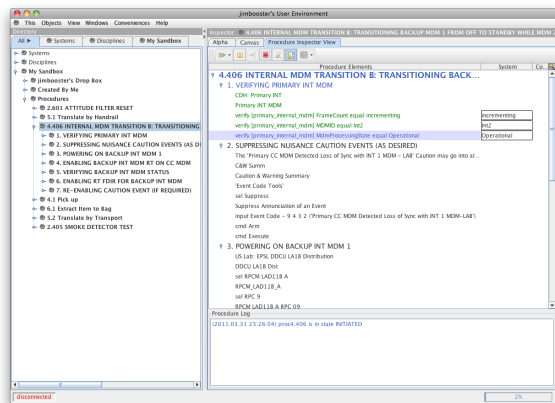 jimbooster's User Environment
This Objects View Windows Conveniences Help
Directory
All Systems Disciplines My Sandbox
Systems
Disciplines
My Sandbox
jimbooster's Drop Box
Created By Me
Procedures
2.601 ATTITUDE FILTER RESET
5.1 Translate by Handrail
4.406 INTERNAL MDM TRANSITION B: TRANSITIONING
1. VERIFYING PRIMARY INT MDM
2. SUPPRESSING NUISANCE CAUTION EVENTS (AS D
3. POWERING ON BACKUP INT MDM 1
4. ENABLING BACKUP INT MDM RT ON CC MDM
5. VERIFYING BACKUP MDM STATUS
6. ENABLING RT FDIR FOR BACKUP INT MDM
7. RE-ENABLING CAUTION EVENT (IF REQUIRED)
4.1 Pick up
6.1 Extract Item to Bag
5.2 Translate by Transport
2.405 SMOKE DETECTOR TEST
Inspector: 4.406 INTERNAL MDM TRANSITION B: TRANSITIONING BACKUP MDM 1 FROM OFF TO STANDBY WHILE MDM 2
Alpha Canvas Procedure Inspector View
Procedure Elements System Co...
4.406 INTERNAL MDM TRANSITION B: TRANSITIONING BACK...
1. VERIFYING PRIMARY INT MDM
CDH: Primary INT
Primary INT MDM
verify [primary_internal_mdm] FrameCount equal incrementing incrementing
verify [primary_internal_mdm] MDMID equal Int2 Int2
verify [primary_internal_mdm] MdmProcessingState equal Operational Operational
2. SUPPRESSING NUISANCE CAUTION EVENTS (AS DESIRED)
The 'Primary CC MDM Detected Loss of Sync with INT 1 MDM - LAB' Caution may go into al...
C&W Summ
Caution & Warning Summary
'Event Code Tools'
sel Suppress
Suppress Annunciation of an Event
input Event Code - 9 4 3 2 ('Primary CC MDM Detected Loss of Sync with INT 1 MDM-LAB')
cmd Arm
cmd Execute
3. POWERING ON BACKUP INT MDM 1
US Lab: EPS\ DDCU LA1B Distribution
DDCU LA1B Dist
sel RPCM LAD11B A
RPCM_LAD11B_A
sel RPC 9
RPCM LAD11B A RPC 09
Procedure Log
(2011.03.31 23:26:04) proc4.406 is in state INITIATED
disconnected
2%